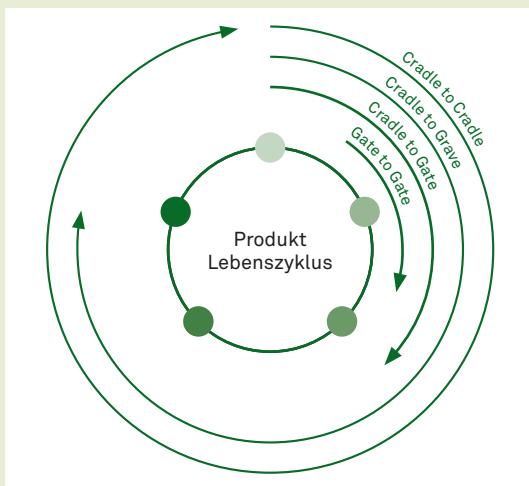 Cradle to Cradle
Cradle to Grave
Cradle to Gate
Gate to Gate
Produkt
Lebenszyklus